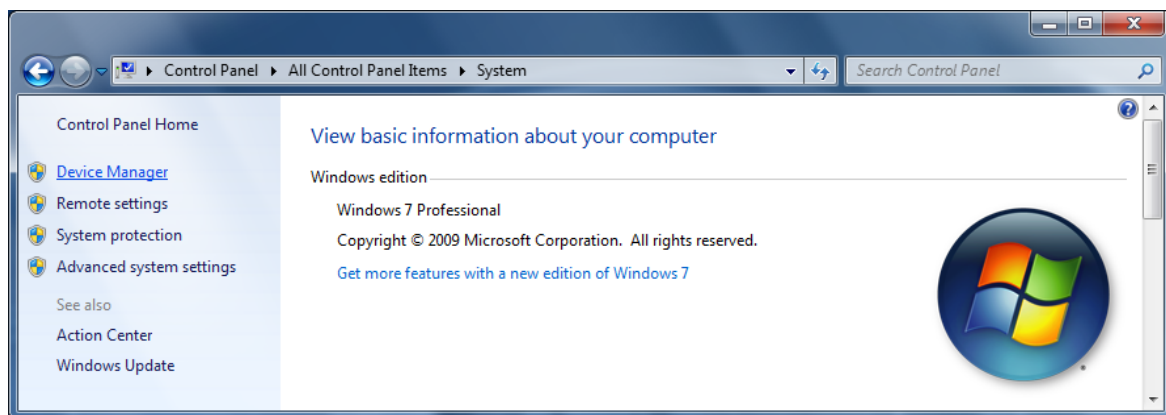 Control Panel ▸ All Control Panel Items ▸ System
Search Control Panel
Control Panel Home
Device Manager
Remote settings
System protection
Advanced system settings
See also
Action Center
Windows Update
View basic information about your computer
Windows edition
Windows 7 Professional
Copyright © 2009 Microsoft Corporation. All rights reserved.
Get more features with a new edition of Windows 7